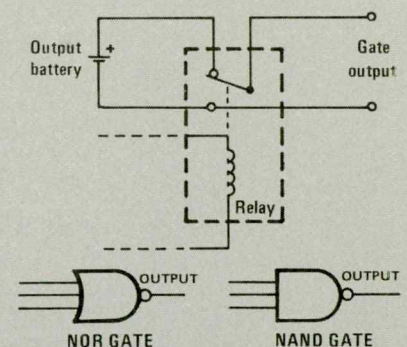 Output
battery
+
Gate
output
Relay
OUTPUT
OUTPUT
NOR GATE
NAND GATE